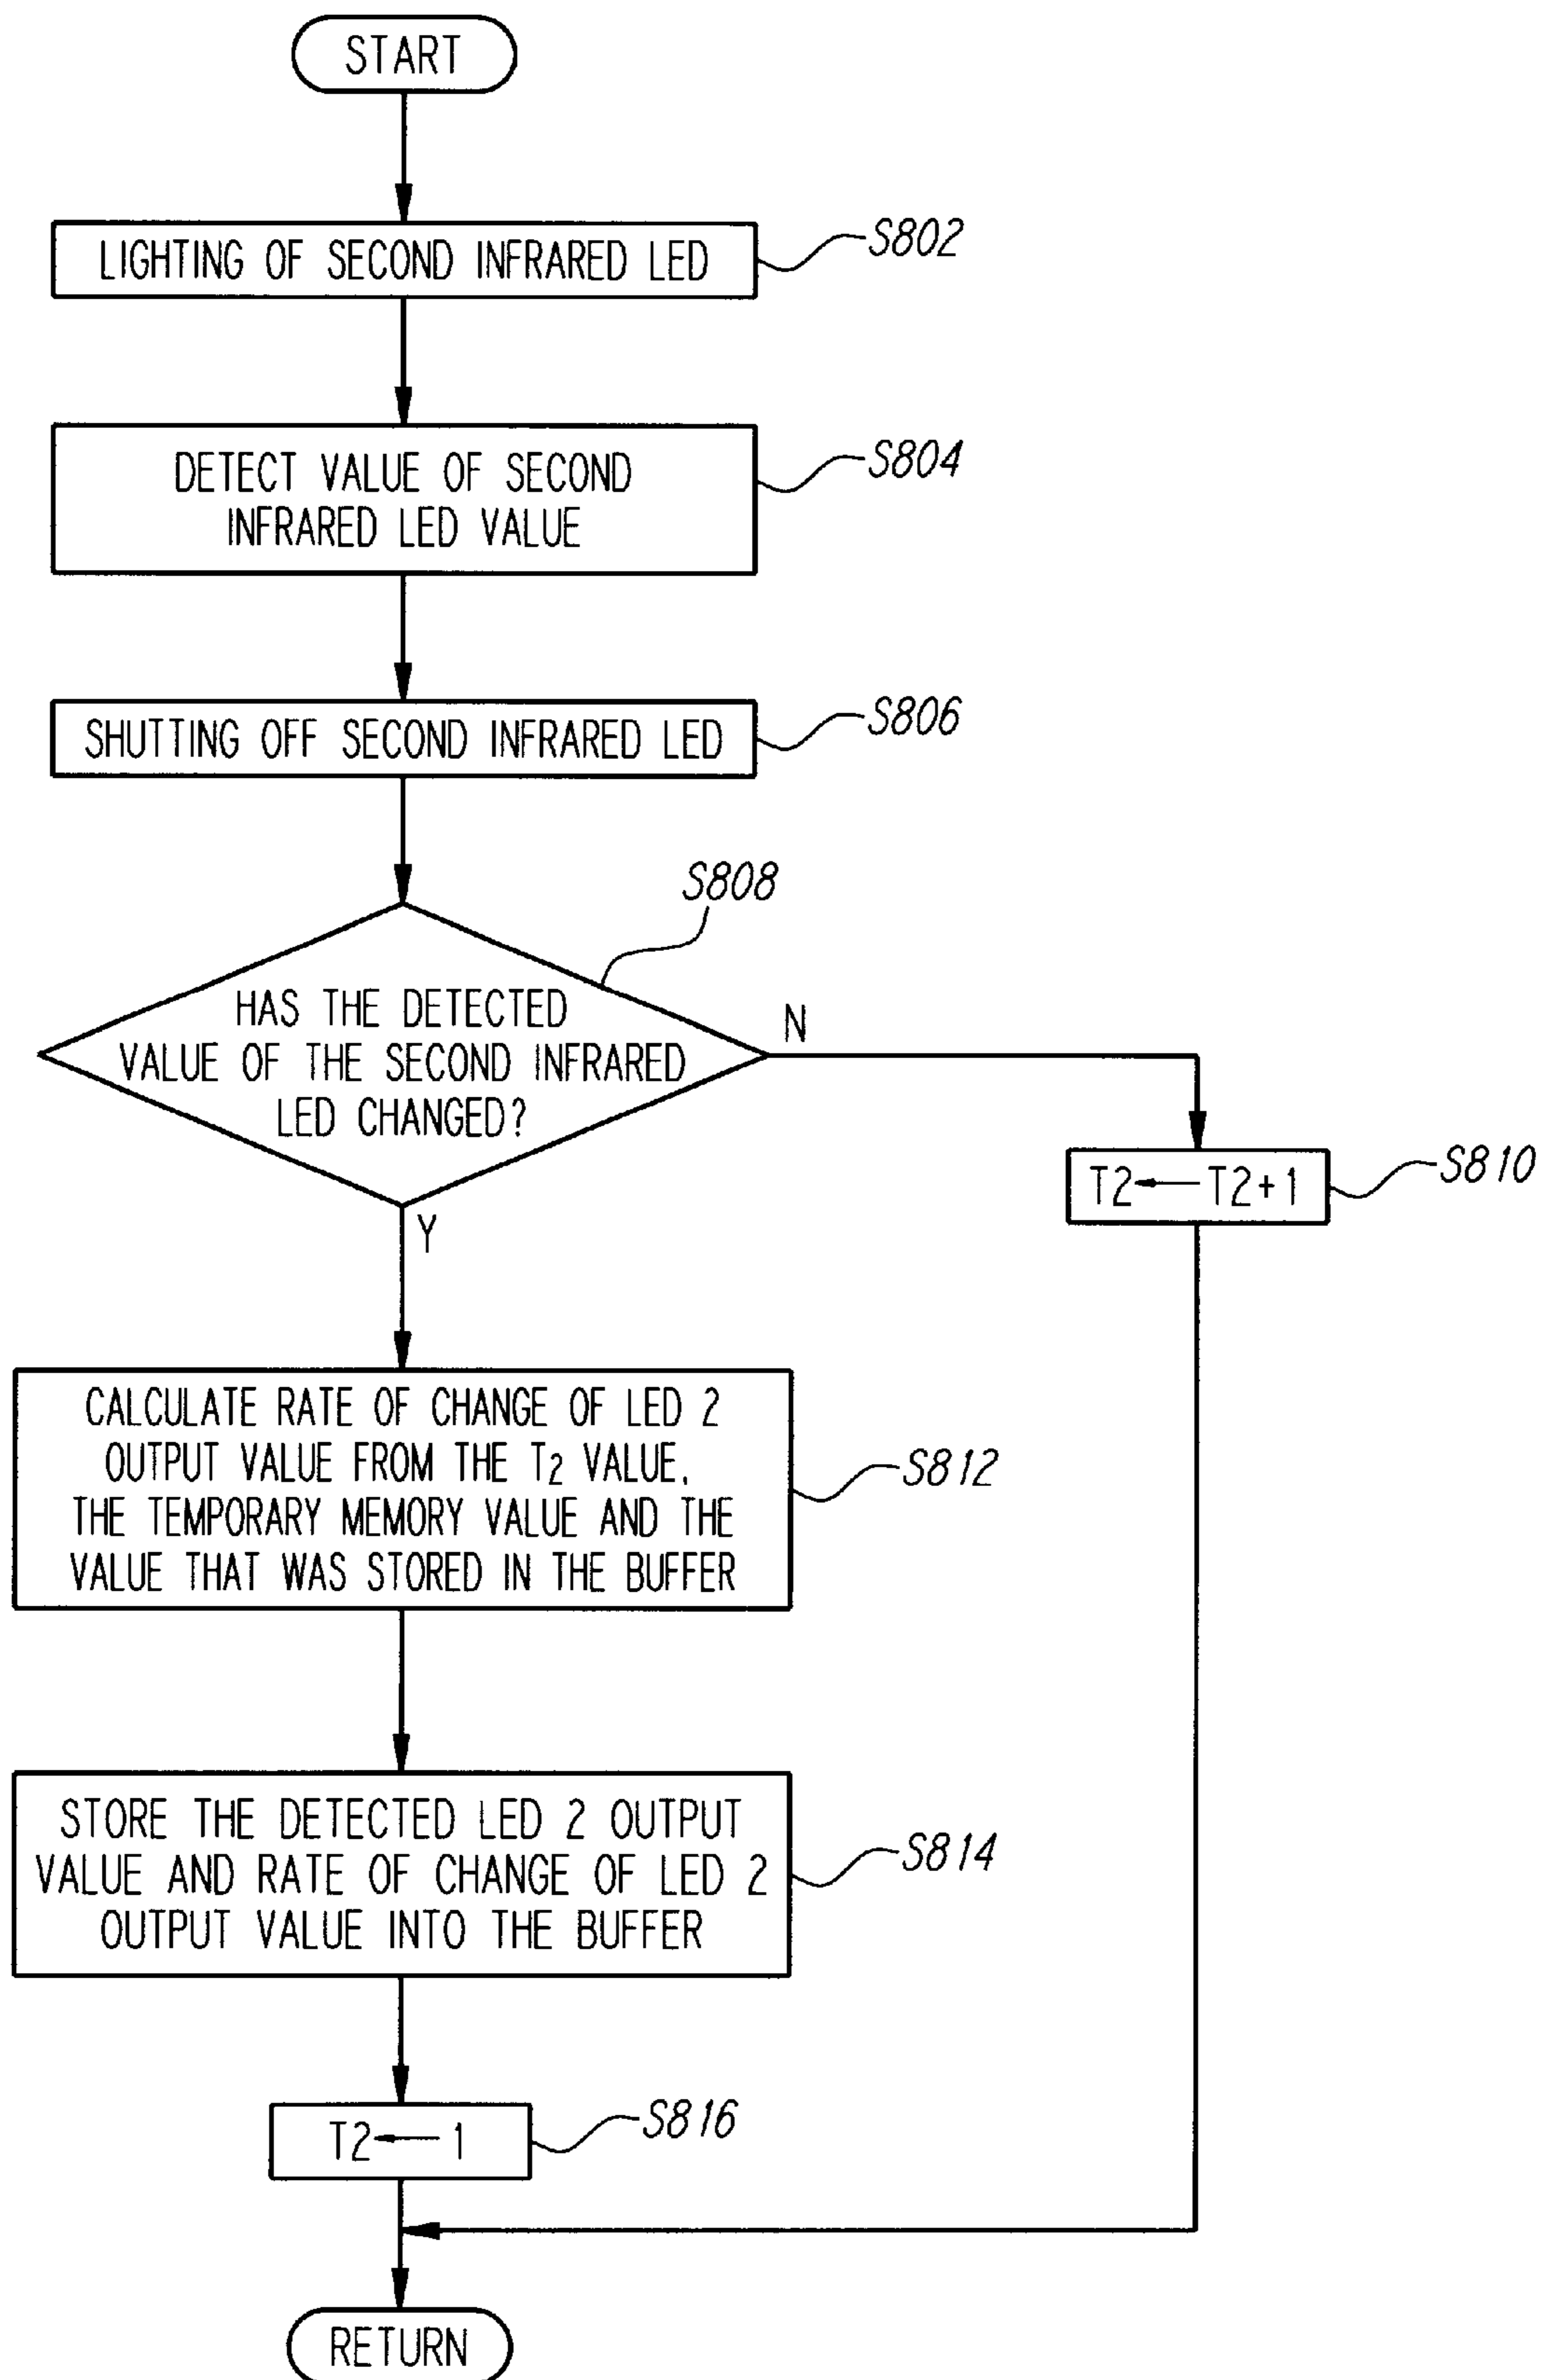 START
LIGHTING OF SECOND INFRARED LED
S802
DETECT VALUE OF SECOND
INFRARED LED VALUE
S804
SHUTTING OFF SECOND INFRARED LED
S806
S808
HAS THE DETECTED
VALUE OF THE SECOND INFRARED
LED CHANGED?
N
T2←T2+1
S810
Y
CALCULATE RATE OF CHANGE OF LED 2
OUTPUT VALUE FROM THE T₂ VALUE,
THE TEMPORARY MEMORY VALUE AND THE
VALUE THAT WAS STORED IN THE BUFFER
S812
STORE THE DETECTED LED 2 OUTPUT
VALUE AND RATE OF CHANGE OF LED 2
OUTPUT VALUE INTO THE BUFFER
S814
T2←1
S816
RETURN